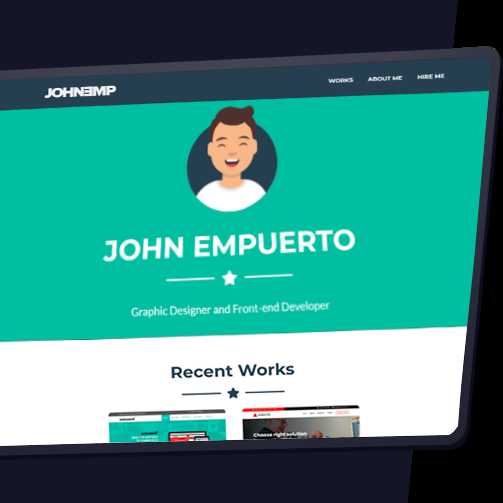 JOHNEMP
WORKS ABOUT ME HIRE ME
JOHN EMPUERTO
Graphic Designer and Front-end Developer
Recent Works
Choose right solution